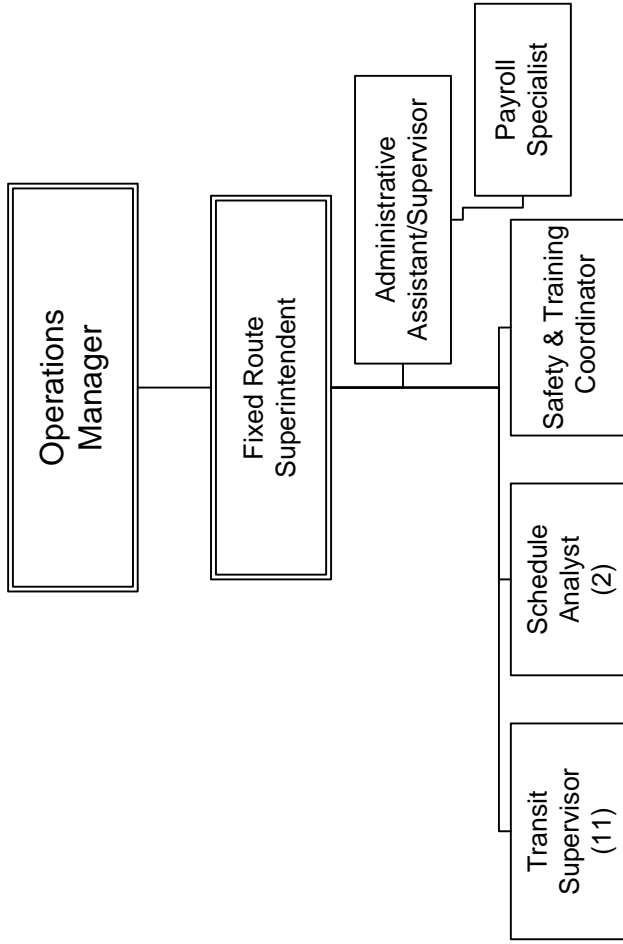 Operations
Manager
Fixed Route
Superintendent
Administrative
Assistant/Supervisor
Payroll
Specialist
Transit
Supervisor
(11)
Schedule
Analyst
(2)
Safety & Training
Coordinator